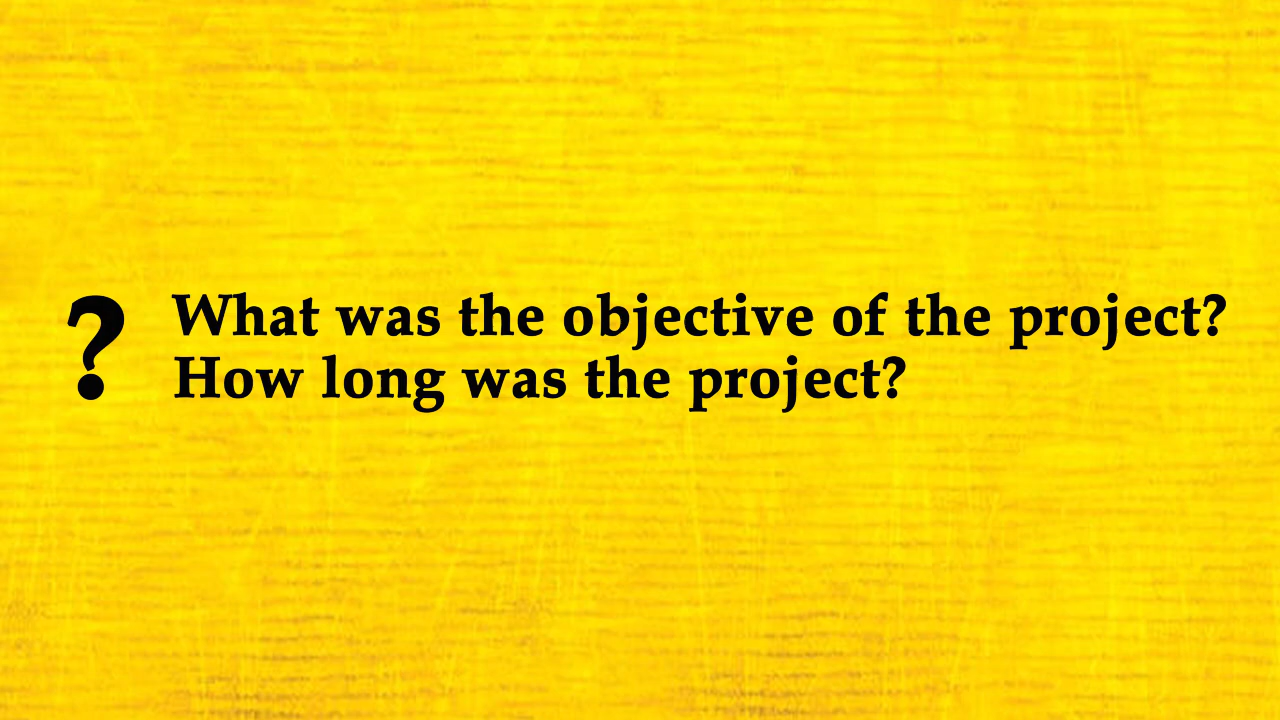 ? What was the objective of the project?
How long was the project?